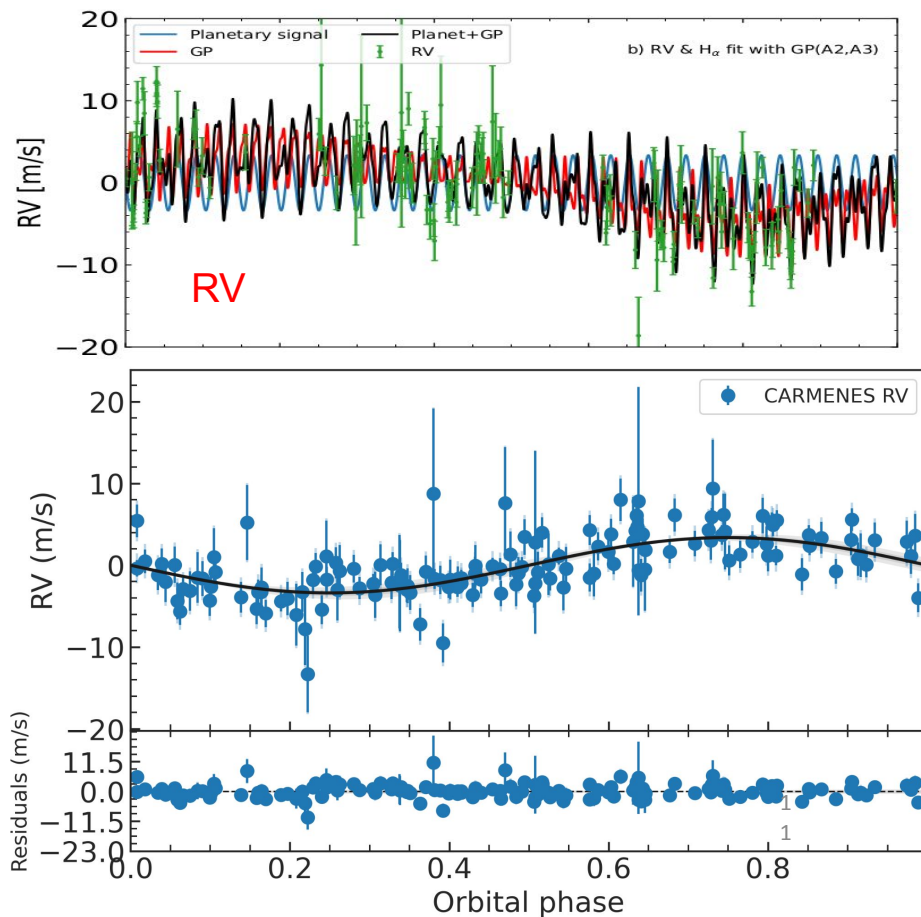 20
Planetary signal
Planet+GP
GP
RV
b) RV & Hα fit with GP(A2,A3)
10
0
−10
−20
RV [m/s]
RV
CARMENES RV
20
10
0
−10
−20
RV (m/s)
11.5
0.0
−11.5
−23.0
Residuals (m/s)
1
1
0.0
0.2
0.4
0.6
0.8
Orbital phase